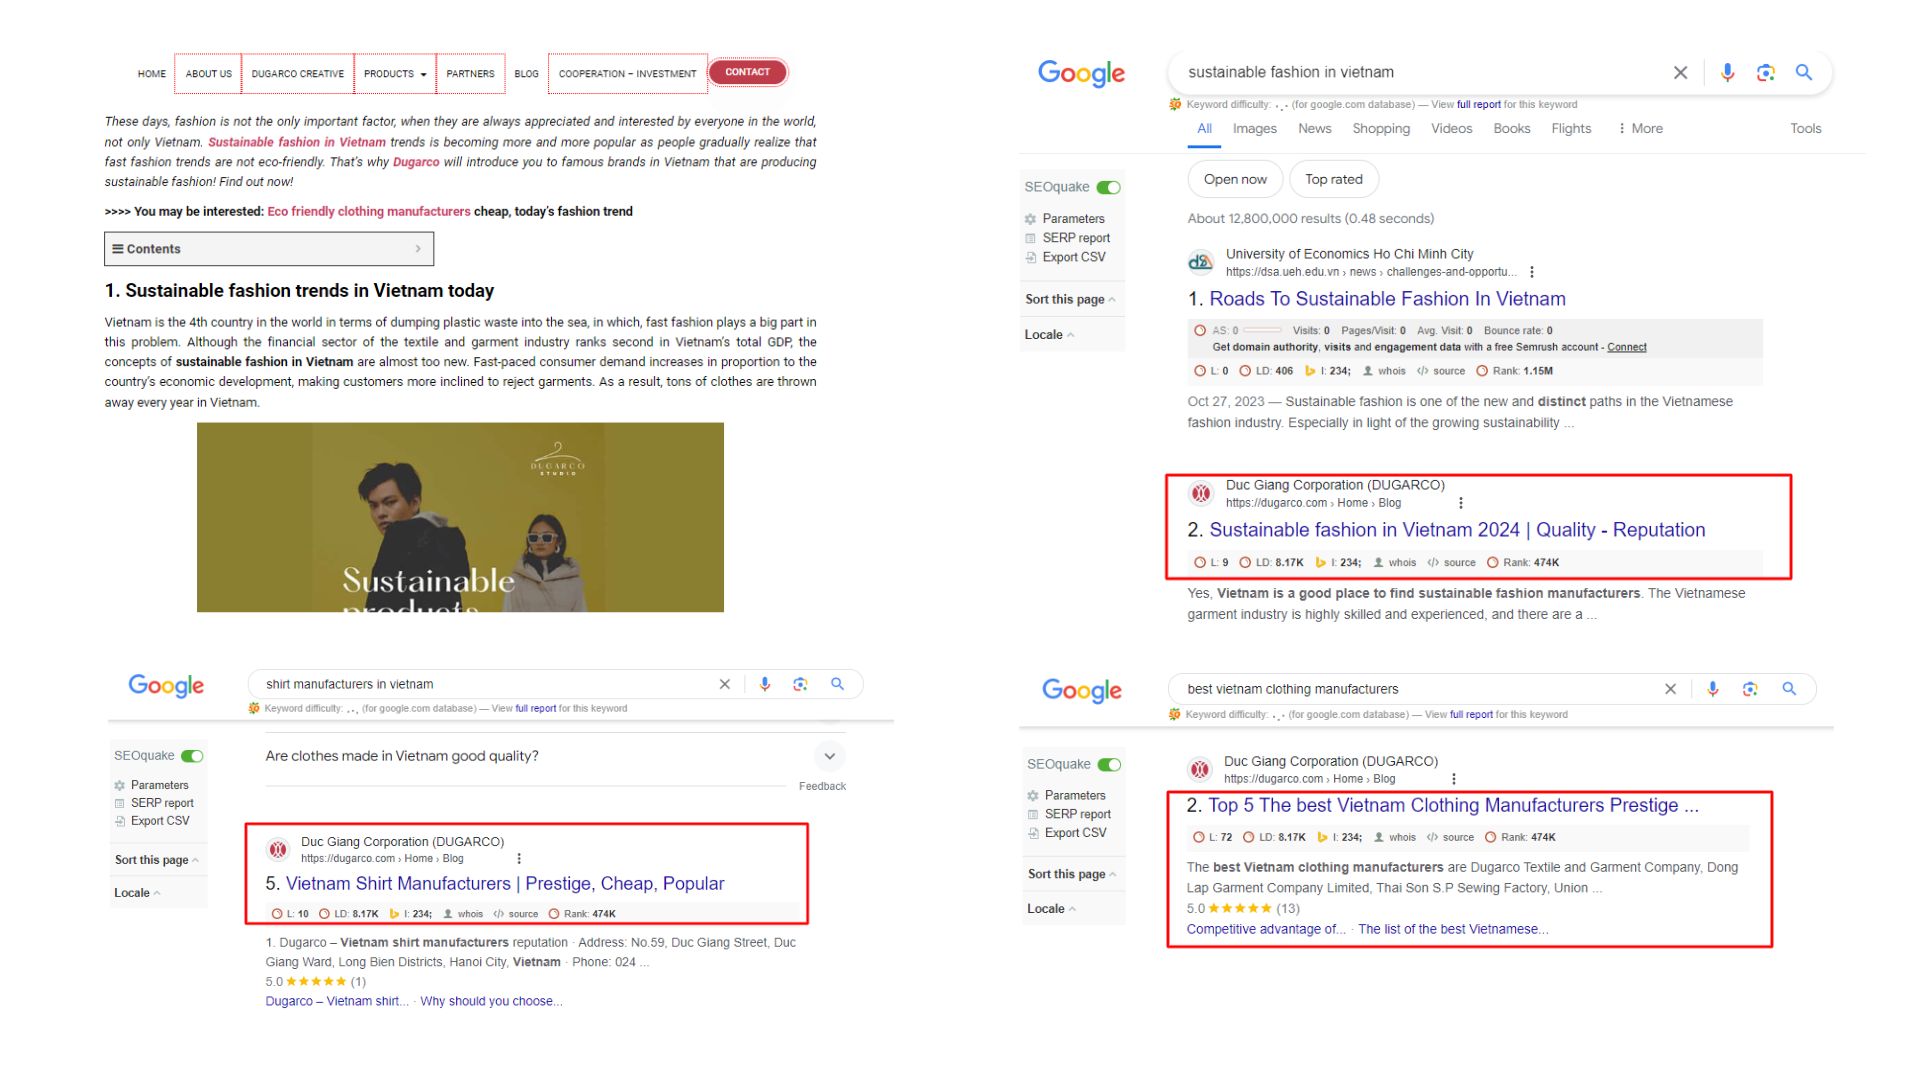 HOME ABOUT US DUGARCO CREATIVE PRODUCTS PARTNERS BLOG COOPERATION – INVESTMENT CONTACT
These days, fashion is not the only important factor, when they are always appreciated and interested by everyone in the world,
not only Vietnam. Sustainable fashion in Vietnam trends is becoming more and more popular as people gradually realize that
fast fashion trends are not eco-friendly. That's why Dugarco will introduce you to famous brands in Vietnam that are producing
sustainable fashion! Find out now!
>>>> You may be interested: Eco friendly clothing manufacturers cheap, today's fashion trend
Contents
1. Sustainable fashion trends in Vietnam today
Vietnam is the 4th country in the world in terms of dumping plastic waste into the sea, in which, fast fashion plays a big part in
this problem. Although the financial sector of the textile and garment industry ranks second in Vietnam's total GDP, the
concepts of sustainable fashion in Vietnam are almost too new. Fast-paced consumer demand increases in proportion to the
country's economic development, making customers more inclined to reject garments. As a result, tons of clothes are thrown
away every year in Vietnam.
DUGARCO
STUDIO
Sustainable
products
Google sustainable fashion in vietnam
Keyword difficulty: (for google.com database) — View full report for this keyword
All Images News Shopping Videos Books Flights More Tools
Open now Top rated
SEOquake
Parameters
SERP report
Export CSV
Sort this page
Locale
About 12,800,000 results (0.48 seconds)
University of Economics Ho Chi Minh City
https://dsa.ueh.edu.vn › news › challenges-and-opportu...
1. Roads To Sustainable Fashion In Vietnam
AS: 0 Visits: 0 Pages/Visit: 0 Avg. Visit: 0 Bounce rate: 0
Get domain authority, visits and engagement data with a free Semrush account - Connect
L: 0 LD: 406 I: 234; whois </> source Rank: 1.15M
Oct 27, 2023 — Sustainable fashion is one of the new and distinct paths in the Vietnamese
fashion industry. Especially in light of the growing sustainability ...
Duc Giang Corporation (DUGARCO)
https://dugarco.com › Home › Blog
2. Sustainable fashion in Vietnam 2024 | Quality - Reputation
L: 9 LD: 8.17K I: 234; whois </> source Rank: 474K
Yes, Vietnam is a good place to find sustainable fashion manufacturers. The Vietnamese
garment industry is highly skilled and experienced, and there are a ...
Google shirt manufacturers in vietnam
Keyword difficulty: (for google.com database) — View full report for this keyword
SEOquake
Parameters
SERP report
Export CSV
Sort this page
Locale
Are clothes made in Vietnam good quality?
Feedback
Duc Giang Corporation (DUGARCO)
https://dugarco.com › Home › Blog
5. Vietnam Shirt Manufacturers | Prestige, Cheap, Popular
L: 10 LD: 8.17K I: 234; whois </> source Rank: 474K
1. Dugarco – Vietnam shirt manufacturers reputation · Address: No.59, Duc Giang Street, Duc
Giang Ward, Long Bien Districts, Hanoi City, Vietnam · Phone: 024 ...
5.0 ★★★★★ (1)
Dugarco – Vietnam shirt... · Why should you choose...
Google best vietnam clothing manufacturers
Keyword difficulty: (for google.com database) — View full report for this keyword
SEOquake
Parameters
SERP report
Export CSV
Sort this page
Locale
Duc Giang Corporation (DUGARCO)
https://dugarco.com › Home › Blog
2. Top 5 The best Vietnam Clothing Manufacturers Prestige ...
L: 72 LD: 8.17K I: 234; whois </> source Rank: 474K
The best Vietnam clothing manufacturers are Dugarco Textile and Garment Company, Dong
Lap Garment Company Limited, Thai Son S.P Sewing Factory, Union ...
5.0 ★★★★★ (13)
Competitive advantage of... · The list of the best Vietnamese...